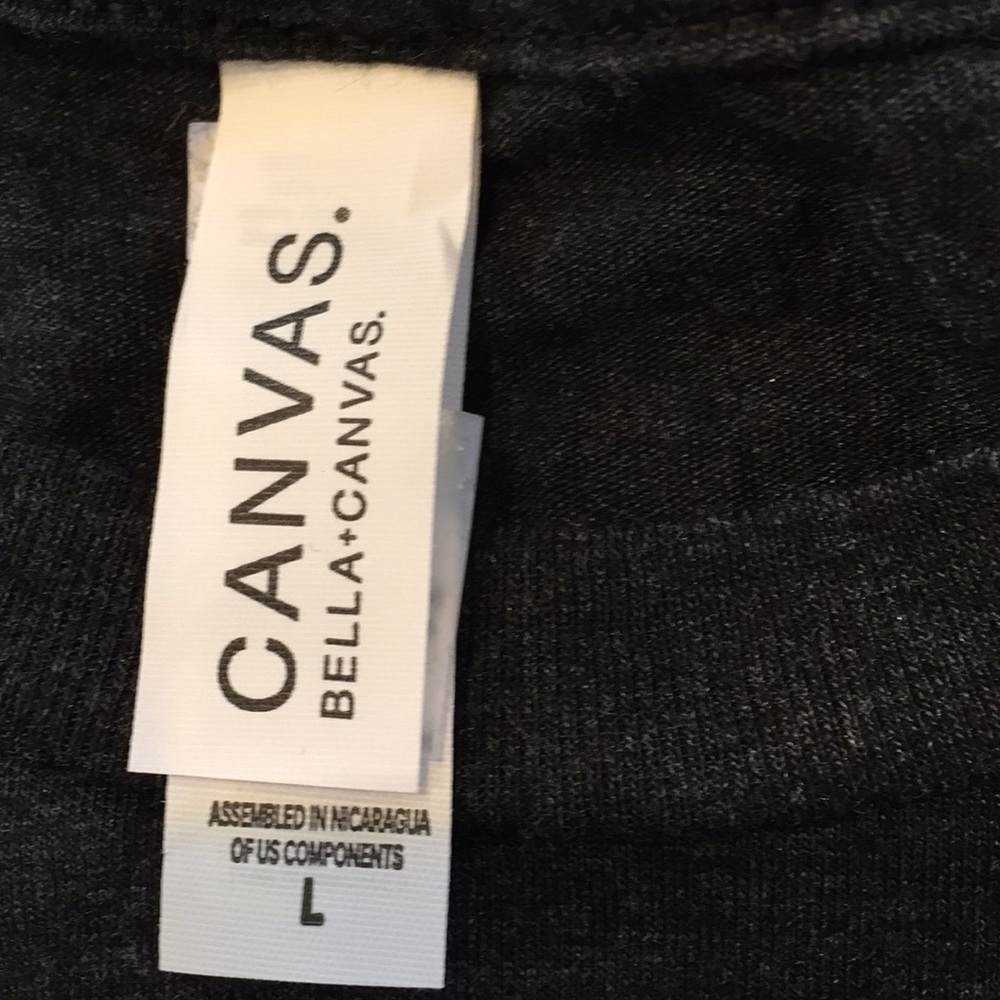 CANVAS.
BELLA+CANVAS.
ASSEMBLED IN NICARAGUA
OF US COMPONENTS
L